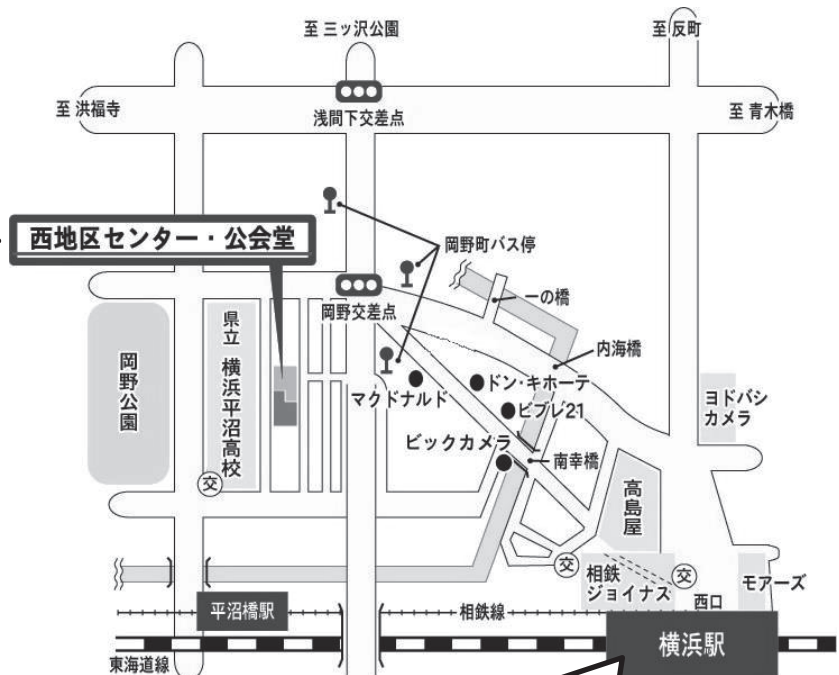 至 三ッ沢公園
至 反町
至 洪福寺
浅間下交差点
至 青木橋
西地区センター・公会堂
岡野町バス停
一の橋
岡野交差点
内海橋
岡野公園
県立 横浜平沼高校
マクドナルド
ドン・キホーテ
ビブレ21
ヨドバシ
カメラ
ビックカメラ
南幸橋
高島屋
交
交
交
相鉄
ジョイナス
モアーズ
西口
平沼橋駅
相鉄線
横浜駅
東海道線